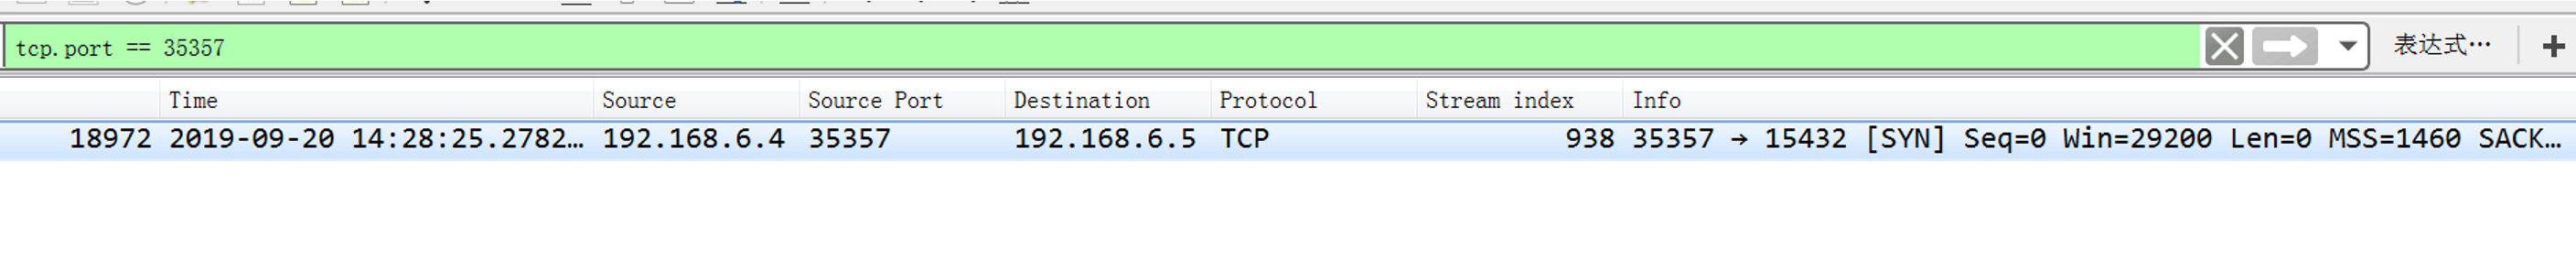 tcp.port == 35357
表达式…
Time Source Source Port Destination Protocol Stream index Info
18972 2019-09-20 14:28:25.2782… 192.168.6.4 35357 192.168.6.5 TCP 938 35357 → 15432 [SYN] Seq=0 Win=29200 Len=0 MSS=1460 SACK…